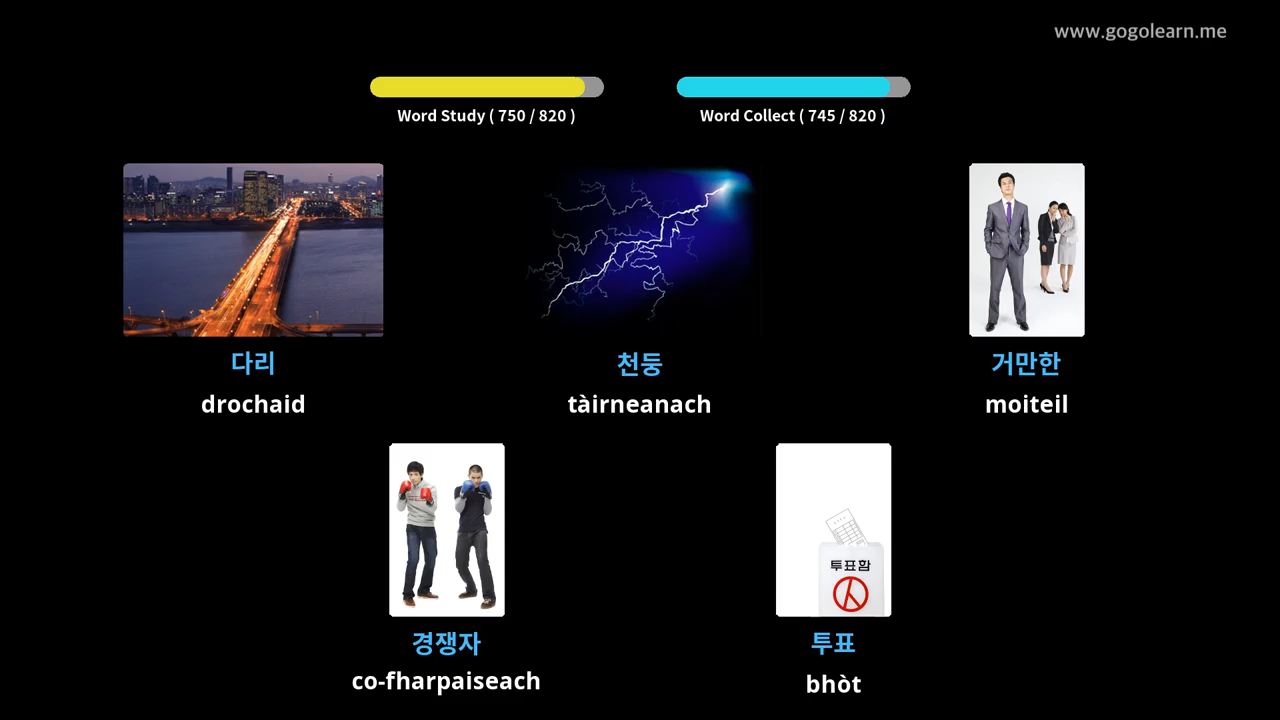 www.gogolearn.me
Word Study ( 750 / 820 )
Word Collect ( 745 / 820 )
다리
천둥
거만한
drochaid
tàirneanach
moiteil
투표함
경쟁자
투표
co-fharpaiseach
bhòt